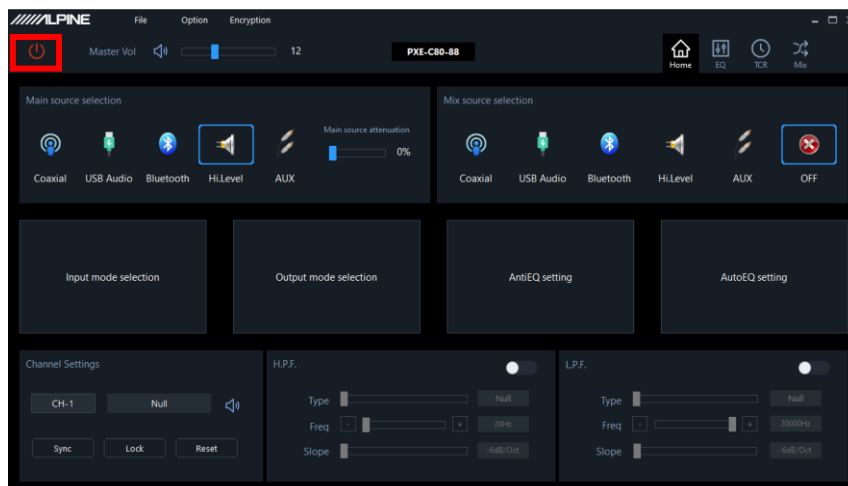 /////ALPINE File Option Encryption
Master Vol 12 PXE-C80-88 Home EQ TCR Mix
Main source selection
Coaxial USB Audio Bluetooth Hi.Level AUX
Main source attenuation
0%
Mix source selection
Coaxial USB Audio Bluetooth Hi.Level AUX OFF
Input mode selection
Output mode selection
AntiEQ setting
AutoEQ setting
Channel Settings
CH-1 Null
Sync Lock Reset
H.P.F.
Type Null
Freq - + 20Hz
Slope -6dB/Oct
L.P.F.
Type Null
Freq - + 20000Hz
Slope -6dB/Oct